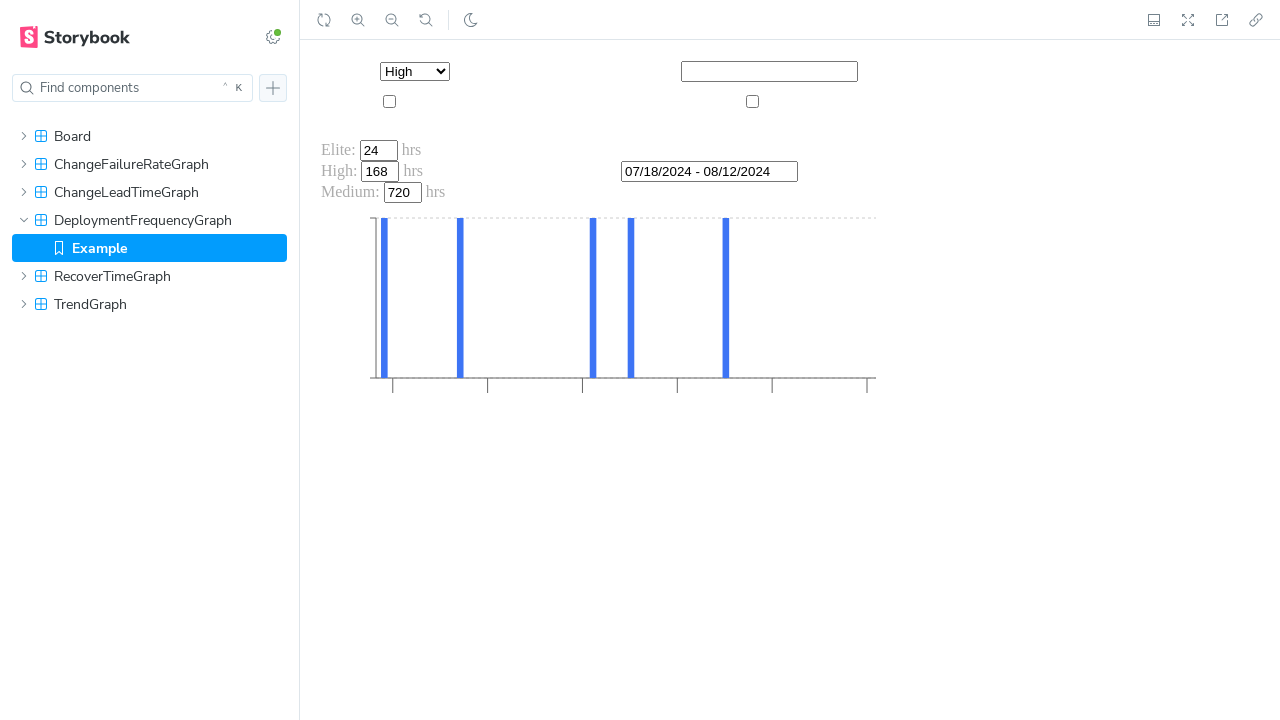 Storybook
Find components
^ K
Board
ChangeFailureRateGraph
ChangeLeadTimeGraph
DeploymentFrequencyGraph
Example
RecoverTimeGraph
TrendGraph
High
Elite: 24 hrs
High: 168 hrs
07/18/2024 - 08/12/2024
Medium: 720 hrs